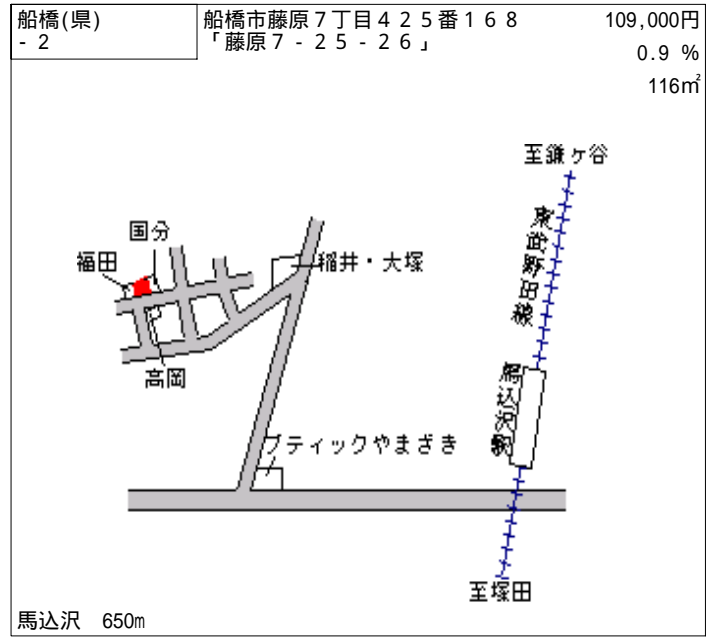 船橋(県)
- 2
船橋市藤原７丁目４２５番１６８
「藤原７‐２５‐２６」
109,000円
0.9 %
116㎡
至鎌ヶ谷
東武野田線
国分
福田
稲井・大塚
高岡
馬込沢駅
ブティックやまざき
至塚田
馬込沢　650m